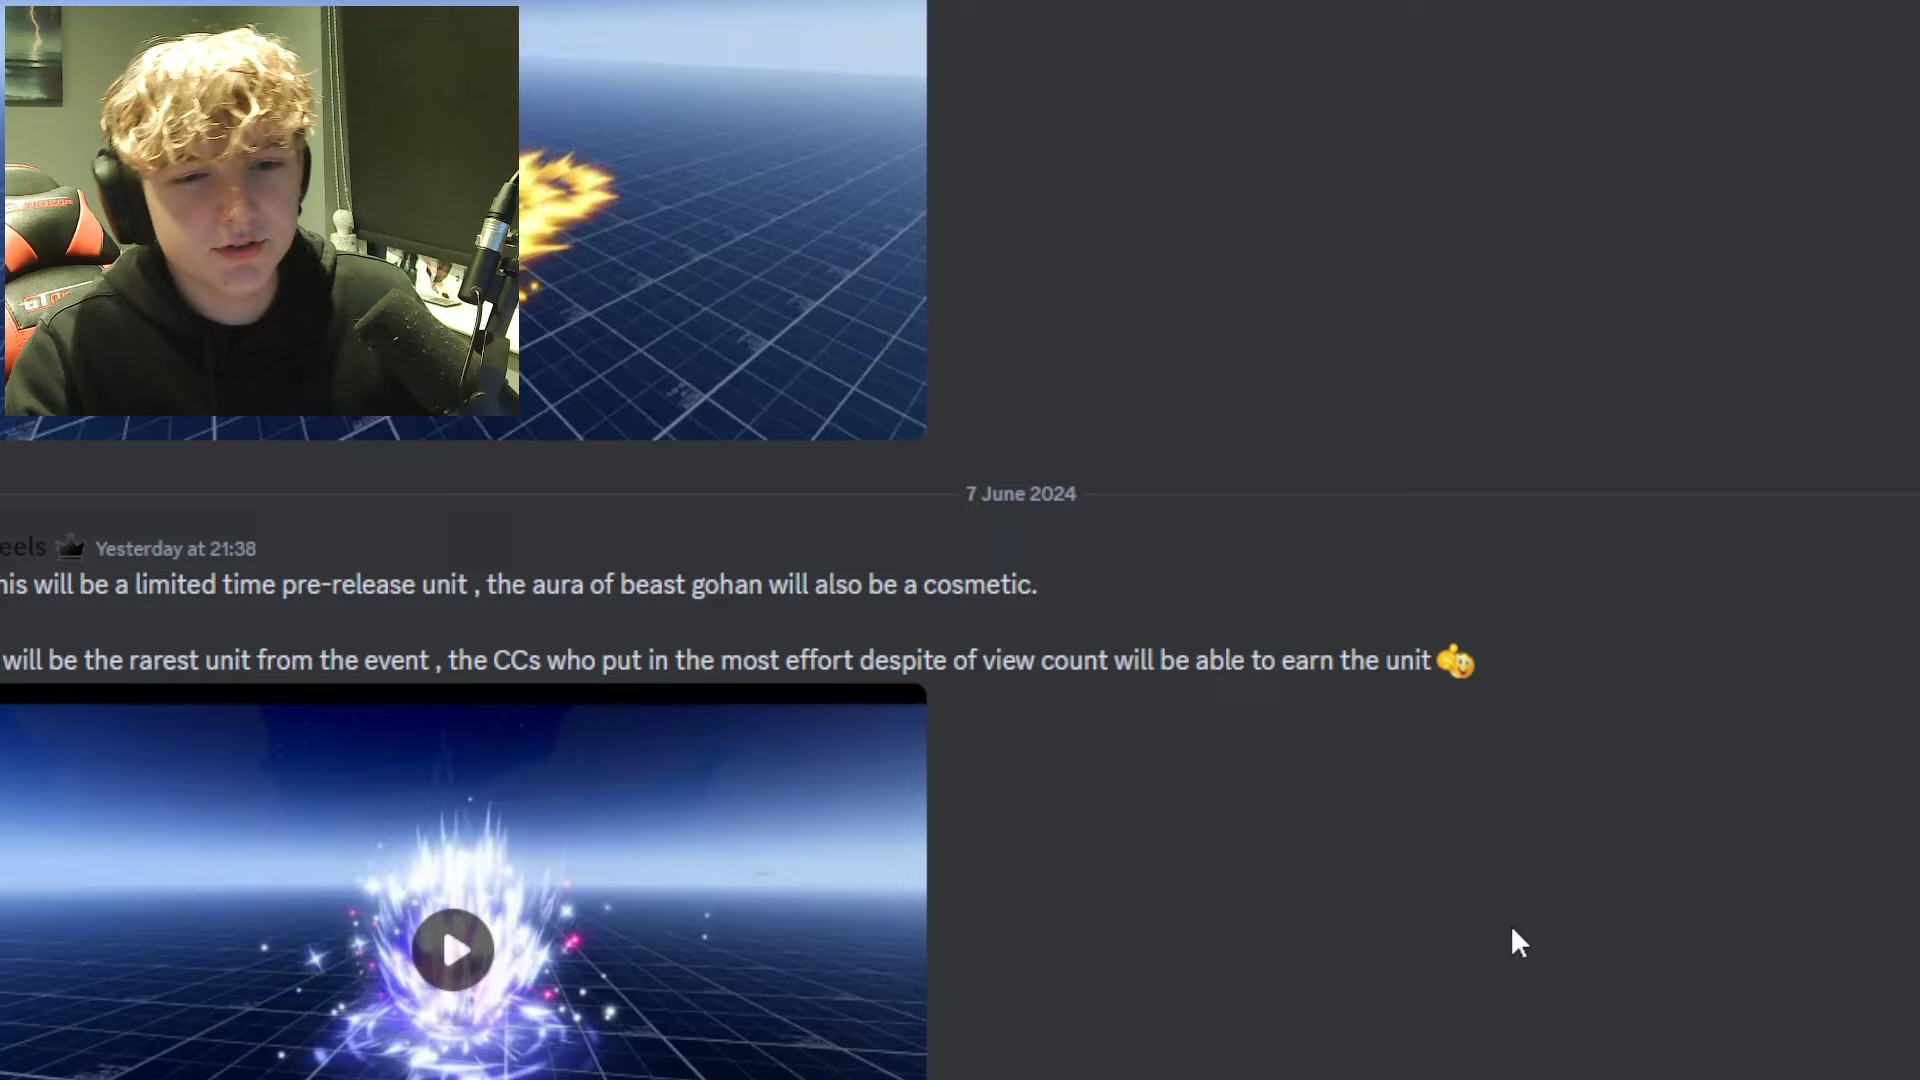 7 June 2024
eels Yesterday at 21:38
his will be a limited time pre-release unit , the aura of beast gohan will also be a cosmetic.
will be the rarest unit from the event , the CCs who put in the most effort despite of view count will be able to earn the unit